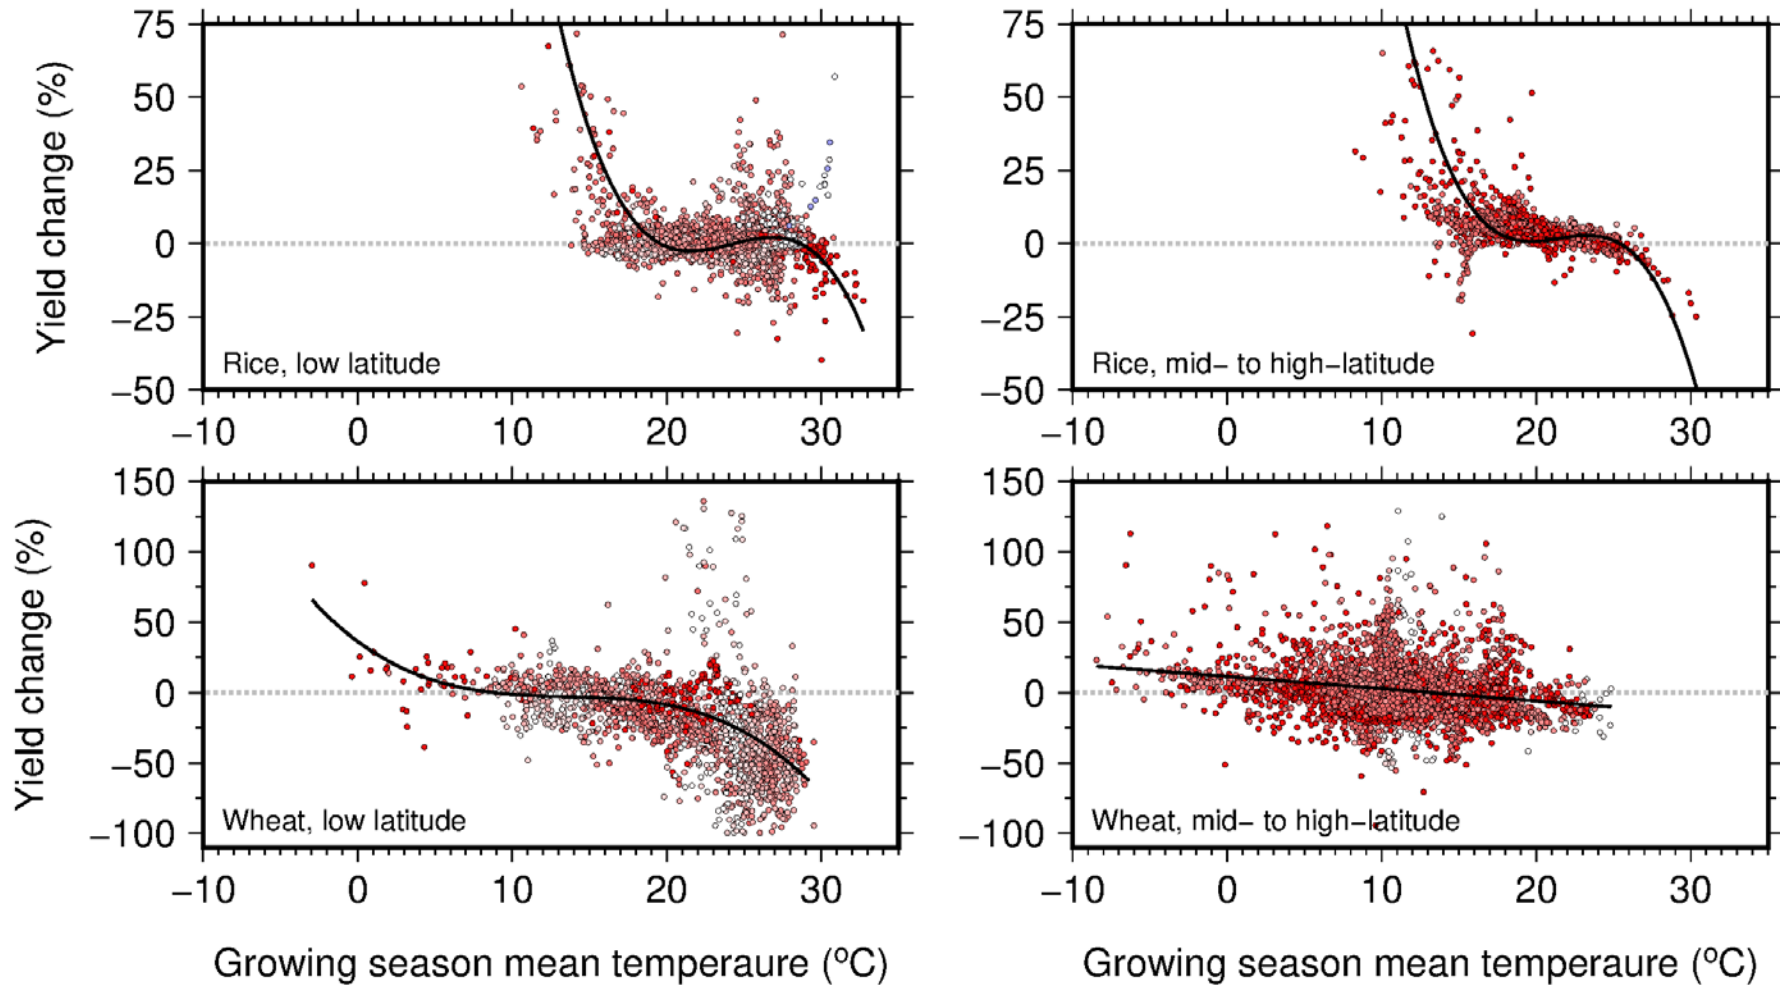 75
50
25
0
−25
−50
Yield change (%)
Rice, low latitude
−10 0 10 20 30
75
50
25
0
−25
−50
Rice, mid− to high−latitude
−10 0 10 20 30
150
100
50
0
−50
−100
Yield change (%)
Wheat, low latitude
−10 0 10 20 30
Growing season mean temperaure (°C)
150
100
50
0
−50
−100
Wheat, mid− to high−latitude
−10 0 10 20 30
Growing season mean temperaure (°C)